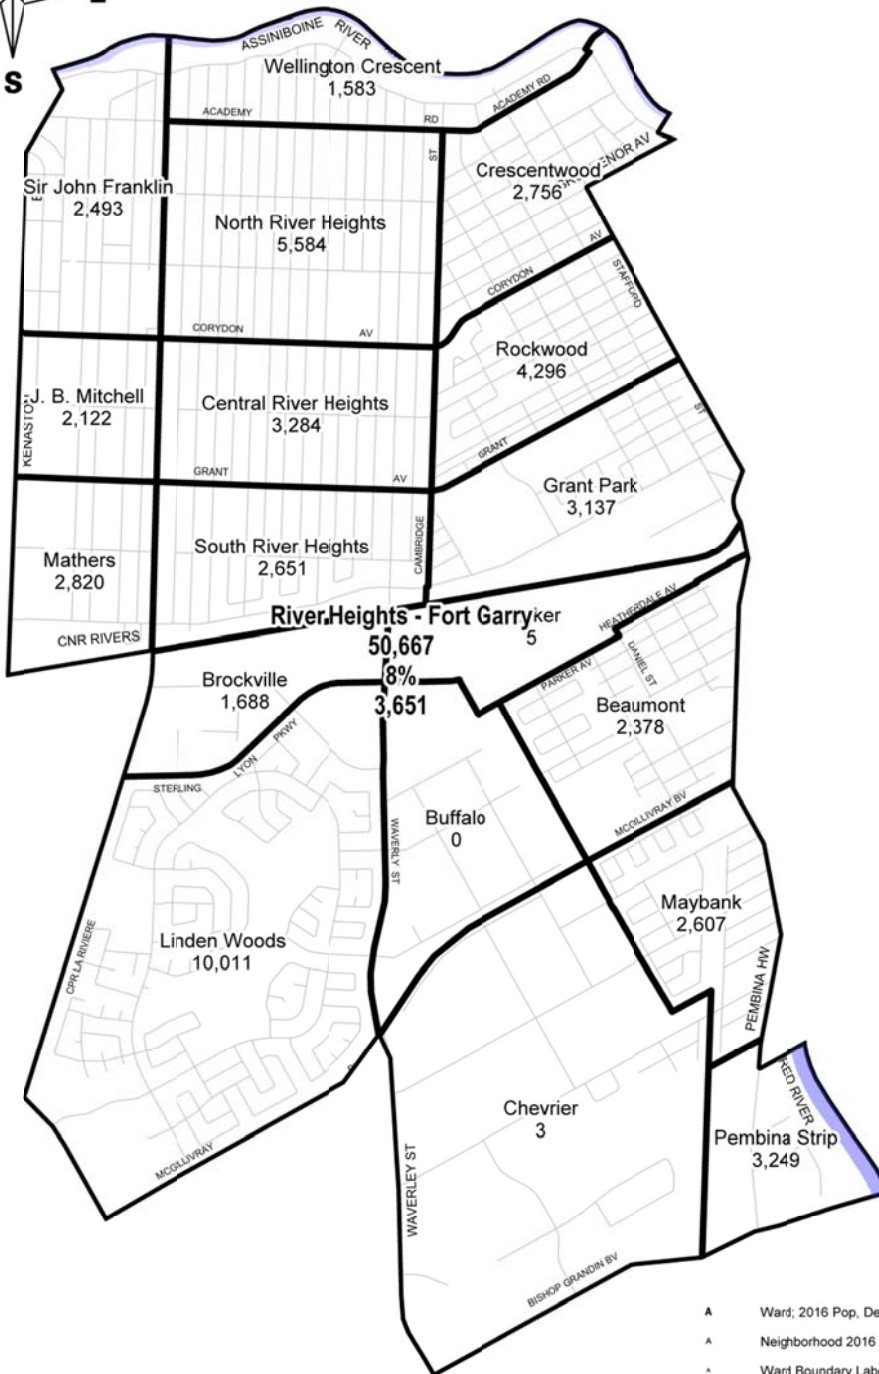 S
ASSINIBOINE RIVER
Wellington Crescent
1,583
ACADEMY RD
ACADEMY RD
ST
Crescentwood
2,756
ENOR AV
Sir John Franklin
2,493
North River Heights
5,584
AV
CORYDON
STAFFORD
CORYDON AV
Rockwood
4,296
J. B. Mitchell
2,122
KENASTON
Central River Heights
3,284
ST
GRANT
GRANT AV
Grant Park
3,137
CAMBRIDGE
South River Heights
2,651
Mathers
2,820
CNR RIVERS
River Heights - Fort Garry
50,667
8%
3,651
ker
5
HEATHERDALE AV
PARKER AV
DANIEL ST
Brockville
1,688
Beaumont
2,378
STERLING LYON PKWY
Buffalo
0
WAVERLY ST
MCGILLIVRAY BV
Maybank
2,607
Linden Woods
10,011
CPR LA RIVIERE
PEMBINA HW
RED RIVER
Chevrier
3
Pembina Strip
3,249
MCGILLIVRAY
WAVERLEY ST
BISHOP GRANDIN BV
A Ward; 2016 Pop, De
A Neighborhood 2016
A Ward Boundary Labe